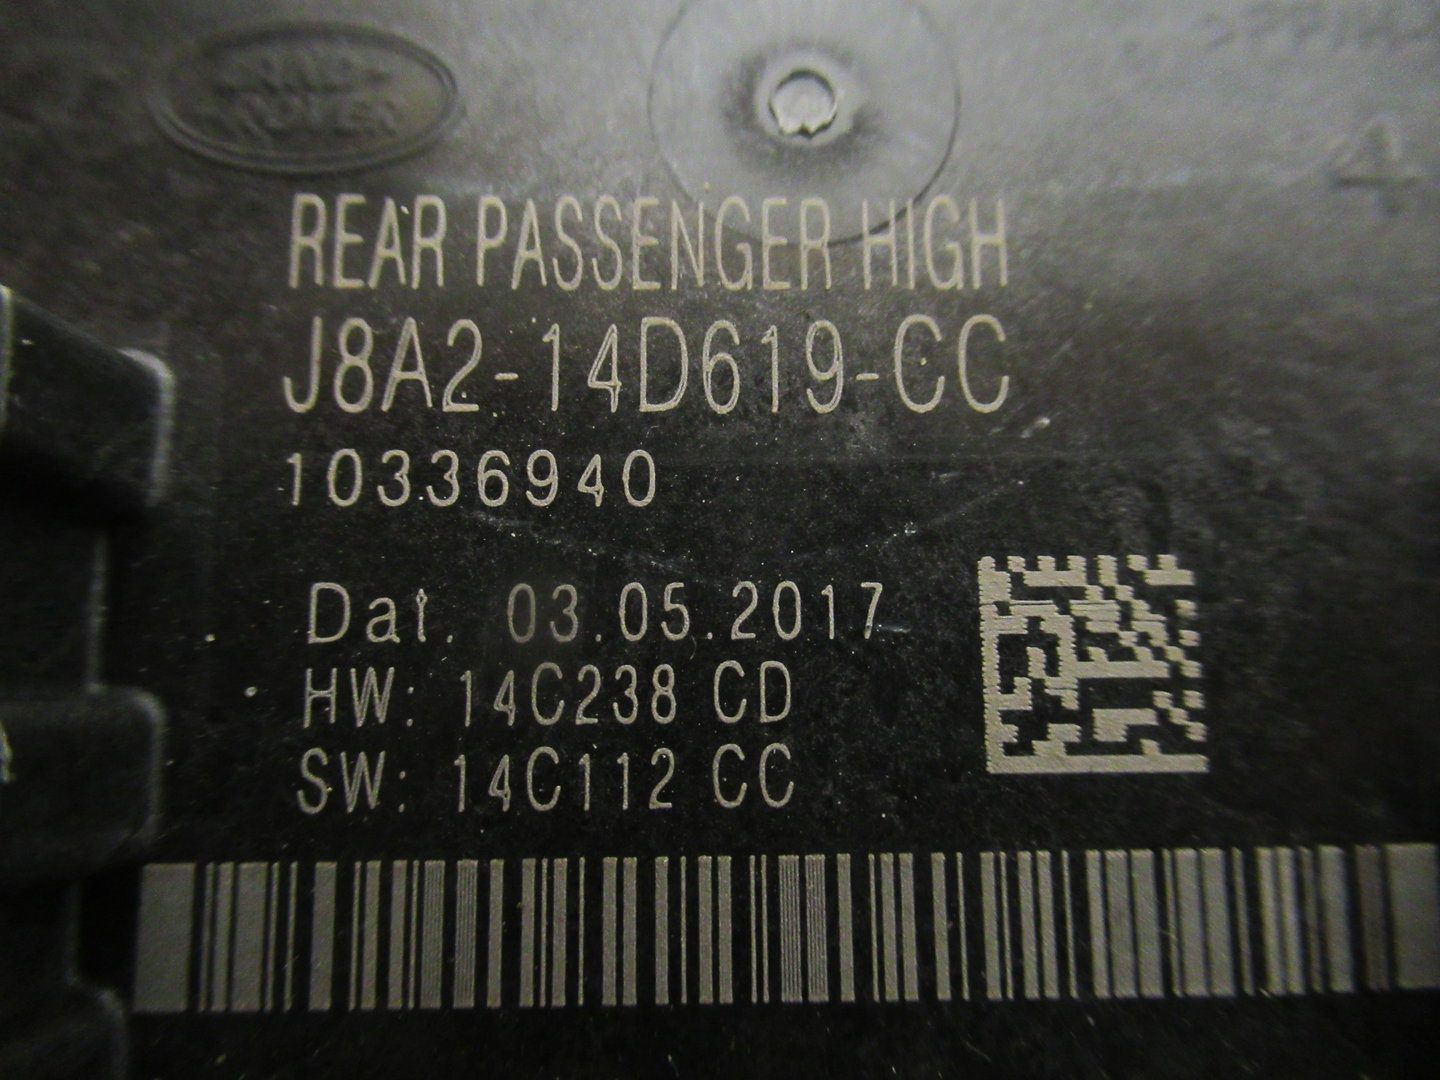 LAND
ROVER
4
REAR PASSENGER HIGH
J8A2-14D619-CC
10336940
Dat. 03.05.2017
HW: 14C238 CD
SW: 14C112 CC